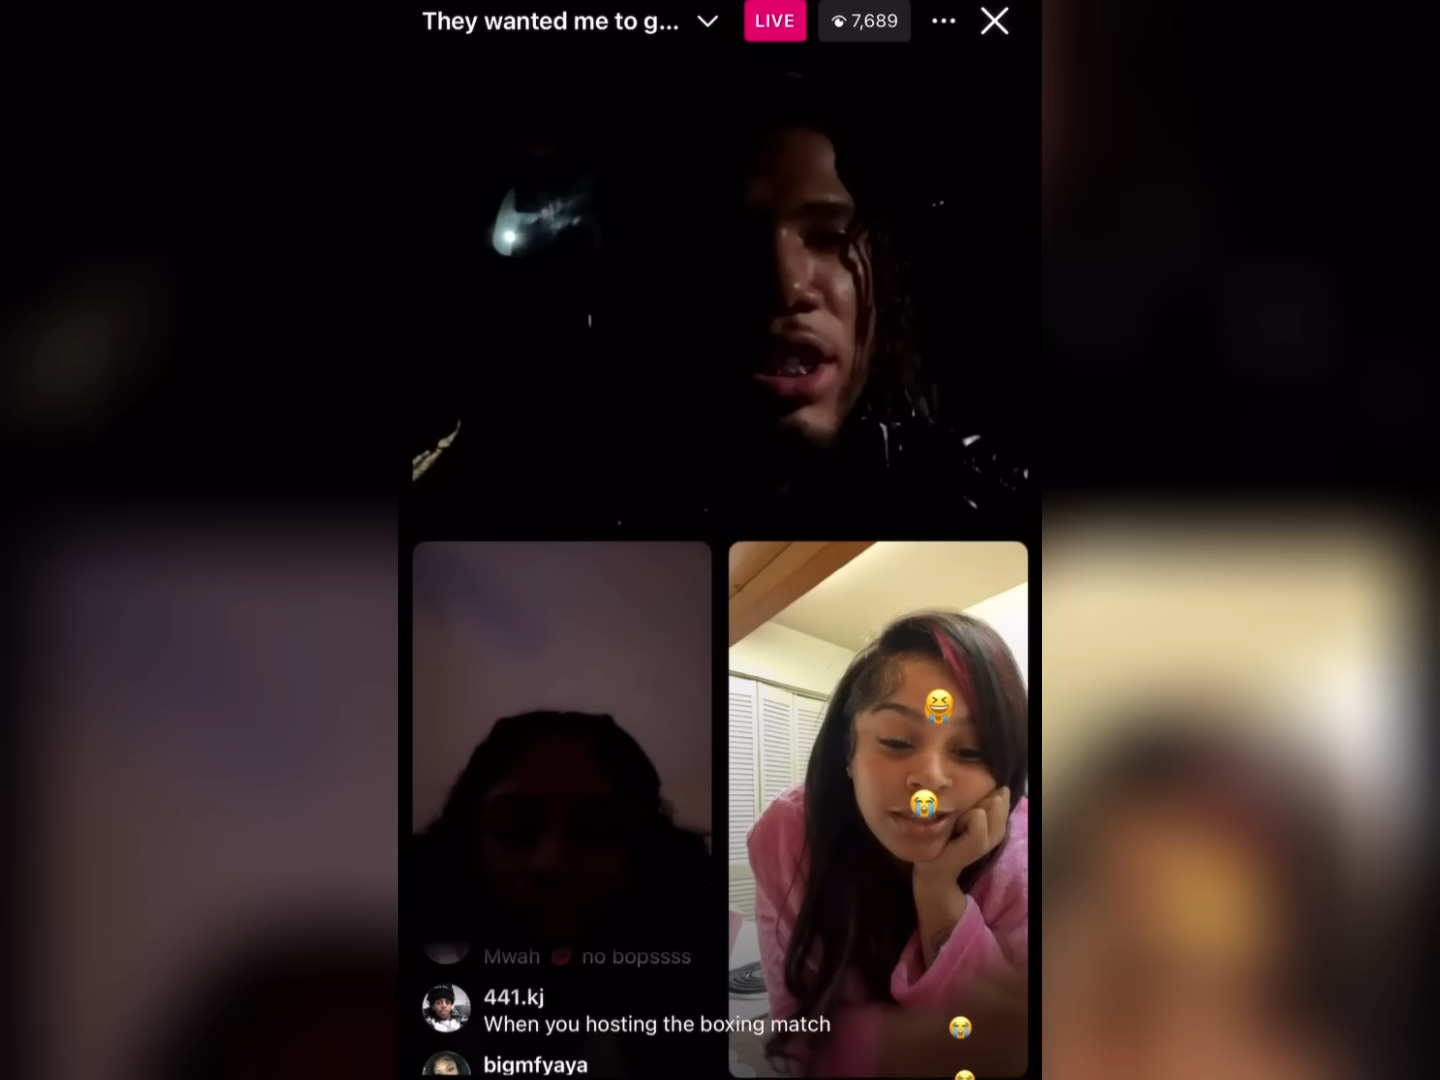 They wanted me to g...
LIVE
7,689
Mwah 💋 no bopssss
441.kj
When you hosting the boxing match
bigmfyaya